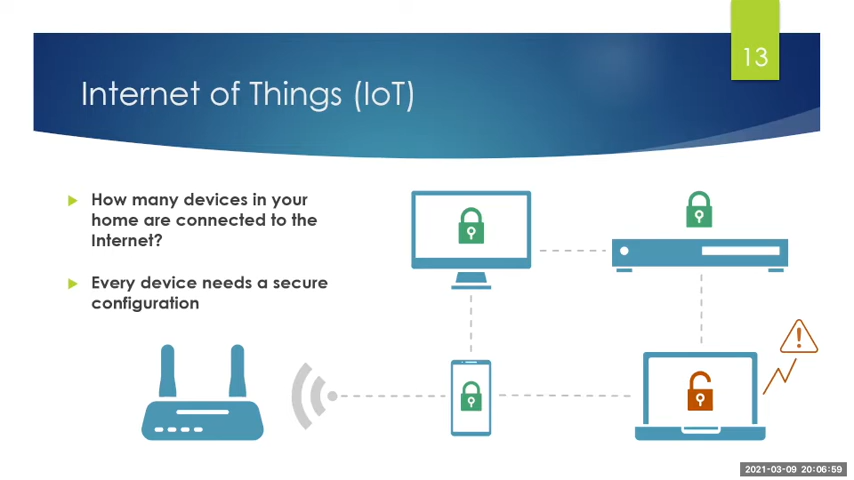 13
Internet of Things (IoT)
How many devices in your
home are connected to the
Internet?
Every device needs a secure
configuration
2021-03-09 20:06:59